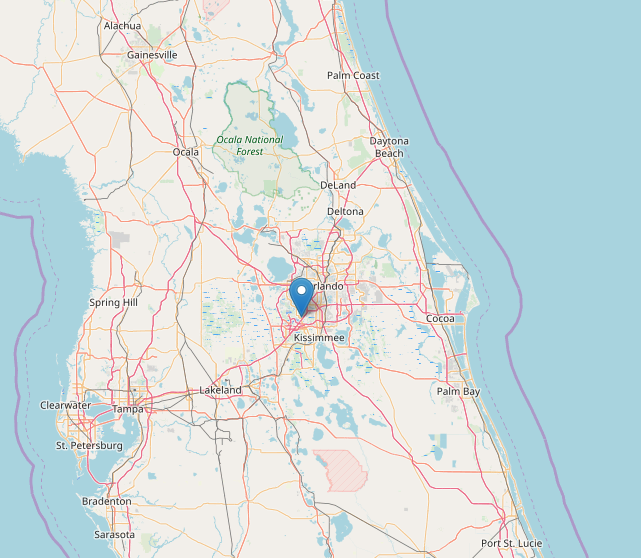 Alachua
Gainesville
Palm Coast
Ocala National
Forest
Daytona
Beach
Ocala
DeLand
Deltona
rlando
Spring Hill
Cocoa
Kissimmee
Lakeland
Palm Bay
Clearwater
Tampa
St. Petersburg
Bradenton
Sarasota
Port St. Lucie